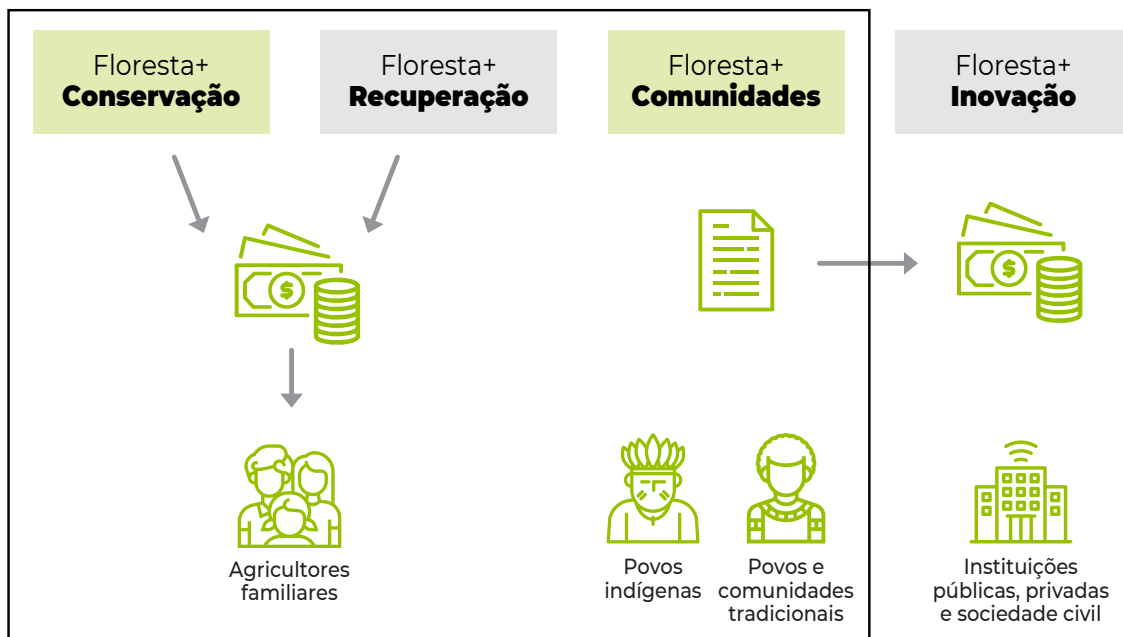 Floresta+
Conservação
Floresta+
Recuperação
Floresta+
Comunidades
Floresta+
Inovação
$
$
Agricultores
familiares
Povos
indígenas
Povos e
comunidades
tradicionais
Instituições
públicas, privadas
e sociedade civil